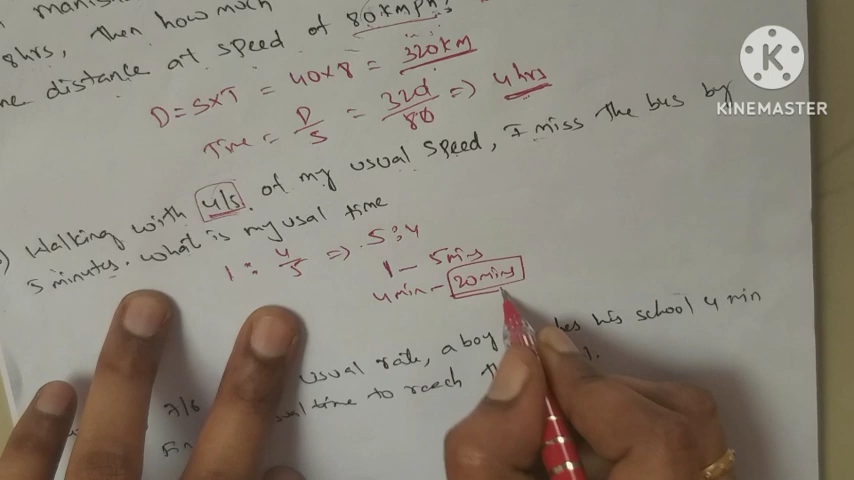 8hrs, then how much
distance at speed of 80kmph?
D = S×T = 40×8 = 320km
Time = D/S = 320/80 => 4hrs
) Walking with 4/5 of my usual speed, I miss the bus by
5 minutes. what is my usal time
1 : 4/5 => 5:4
1 – 5mins
4min – 20mins
7/6 usual rate, a boy his school 4 min
time to reach
KINEMASTER